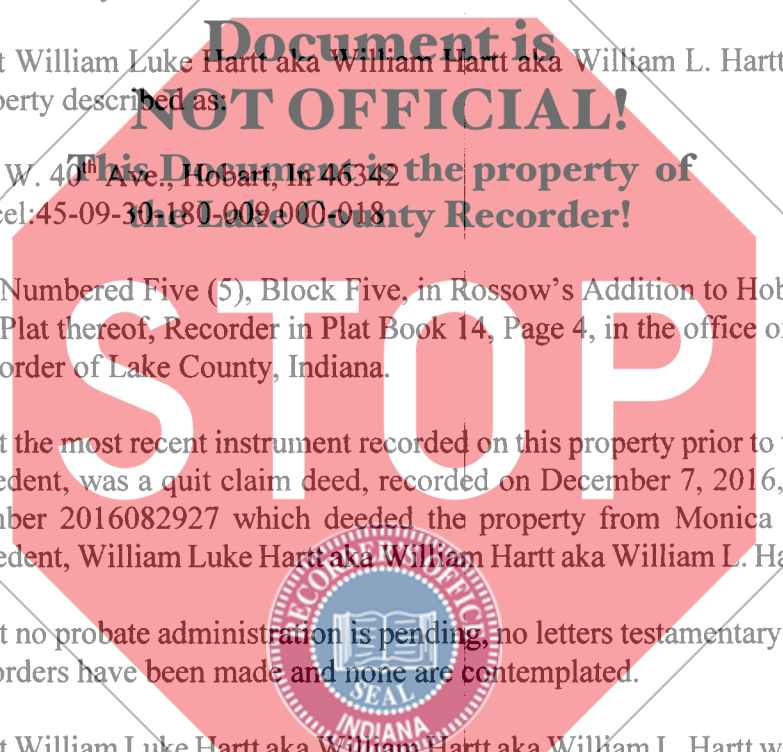 Document is
t William Luke Hartt aka William Hartt aka William L. Hartt
perty described as:
NOT OFFICIAL!
W. 40th Ave., Hobart, In 46342
This Document is the property of
cel:45-09-30-180-009.000-018
the Lake County Recorder!
Numbered Five (5), Block Five, in Rossow's Addition to Hob
Plat thereof, Recorder in Plat Book 14, Page 4, in the office of
order of Lake County, Indiana.
STOP
t the most recent instrument recorded on this property prior to
edent, was a quit claim deed, recorded on December 7, 2016,
mber 2016082927 which deeded the property from Monica
edent, William Luke Hartt aka William Hartt aka William L. Ha
RECORDER'S OFFICE
t no probate administration is pending, no letters testamentary
orders have been made and none are contemplated.
SEAL
INDIANA
t William Luke Hartt aka William Hartt aka William L. Hartt w